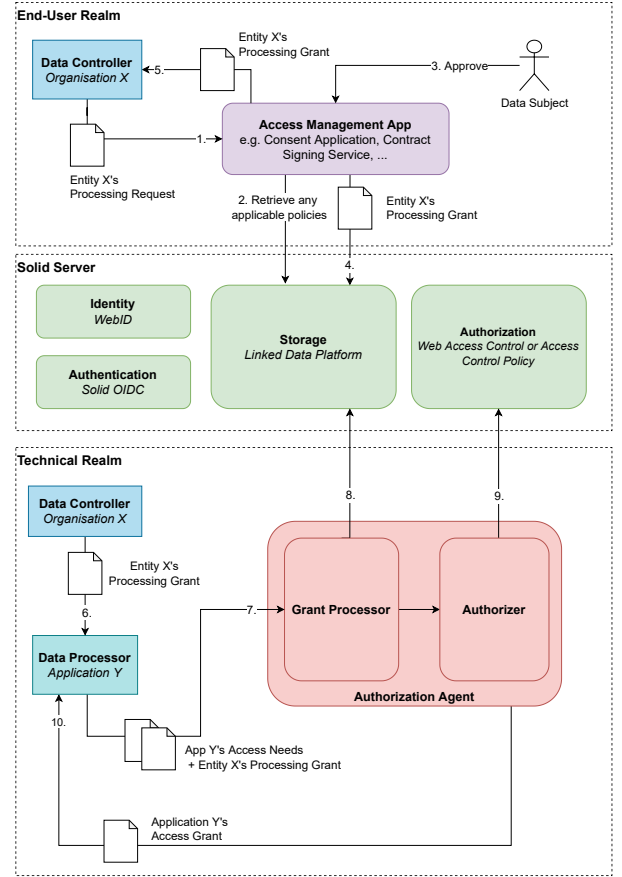 End-User Realm
Data Controller
Organisation X
5.
Entity X's
Processing Grant
3. Approve
Data Subject
Entity X's
Processing Request
1.
Access Management App
e.g. Consent Application, Contract
Signing Service, ...
2. Retrieve any
applicable policies
Entity X's
Processing Grant
4.
Solid Server
Identity
WebID
Authentication
Solid OIDC
Storage
Linked Data Platform
Authorization
Web Access Control or Access
Control Policy
Technical Realm
Data Controller
Organisation X
8.
9.
Entity X's
Processing Grant
6.
7.
Grant Processor
Authorizer
Authorization Agent
Data Processor
Application Y
10.
App Y's Access Needs
+ Entity X's Processing Grant
Application Y's
Access Grant